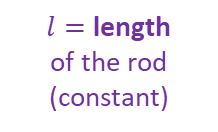 l = length
of the rod
(constant)